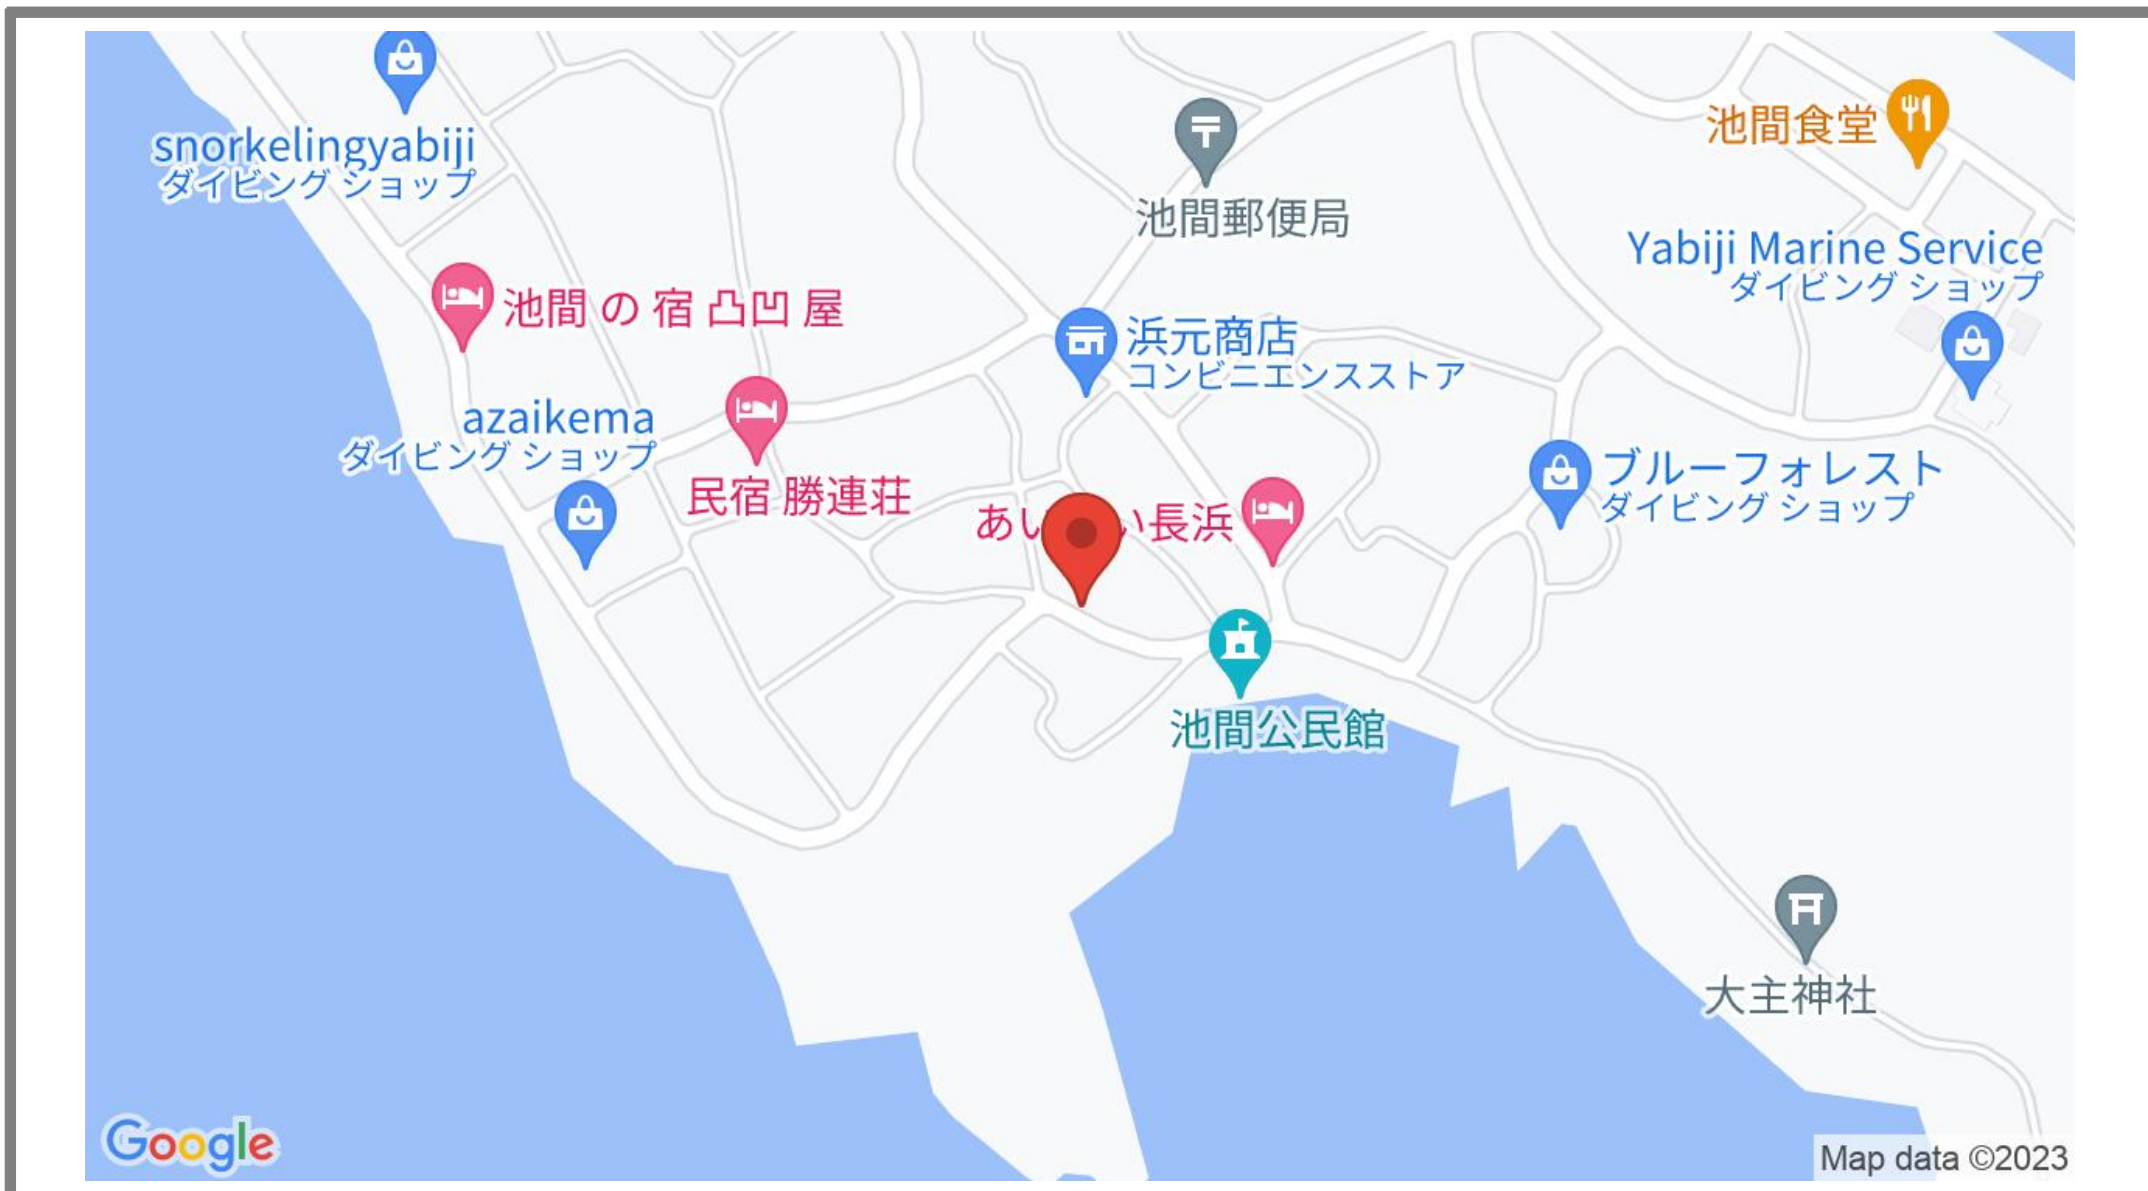 snorkelingyabiji
ダイビング ショップ
池間食堂
池間郵便局
Yabiji Marine Service
ダイビング ショップ
池間 の 宿 凸凹 屋
浜元商店
コンビニエンスストア
azaikema
ダイビング ショップ
民宿 勝連荘
ブルーフォレスト
ダイビング ショップ
長浜
池間公民館
大主神社
Google
Map data ©2023